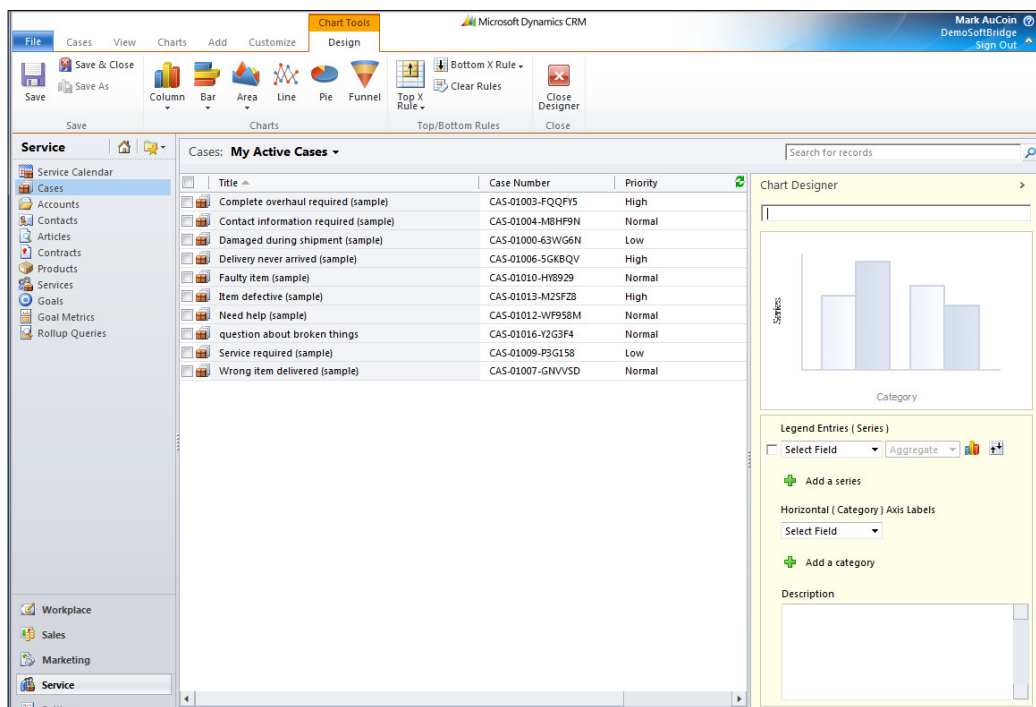 Chart Tools
Microsoft Dynamics CRM
Mark AuCoin
DemoSoftBridge
Sign Out
File Cases View Charts Add Customize Design
Save
Save & Close
Save As
Column
Bar
Area
Line
Pie
Funnel
Top X
Rule
Bottom X Rule
Clear Rules
Close
Designer
Save
Charts
Top/Bottom Rules
Close
Service
Service Calendar
Cases
Accounts
Contacts
Articles
Contracts
Products
Services
Goals
Goal Metrics
Rollup Queries
Workplace
Sales
Marketing
Service
Cases: My Active Cases
Search for records
Title Case Number Priority
Complete overhaul required (sample) CAS-01003-FQQFY5 High
Contact information required (sample) CAS-01004-M8HF9N Normal
Damaged during shipment (sample) CAS-01000-63WG6N Low
Delivery never arrived (sample) CAS-01006-5GKBQV High
Faulty item (sample) CAS-01010-HY8929 Normal
Item defective (sample) CAS-01013-M2SFZ8 High
Need help (sample) CAS-01012-WF958M Normal
question about broken things CAS-01016-Y2G3F4 Normal
Service required (sample) CAS-01009-P3G158 Low
Wrong item delivered (sample) CAS-01007-GNVVSD Normal
Chart Designer
Series
Category
Legend Entries ( Series )
Select Field Aggregate
Add a series
Horizontal ( Category ) Axis Labels
Select Field
Add a category
Description